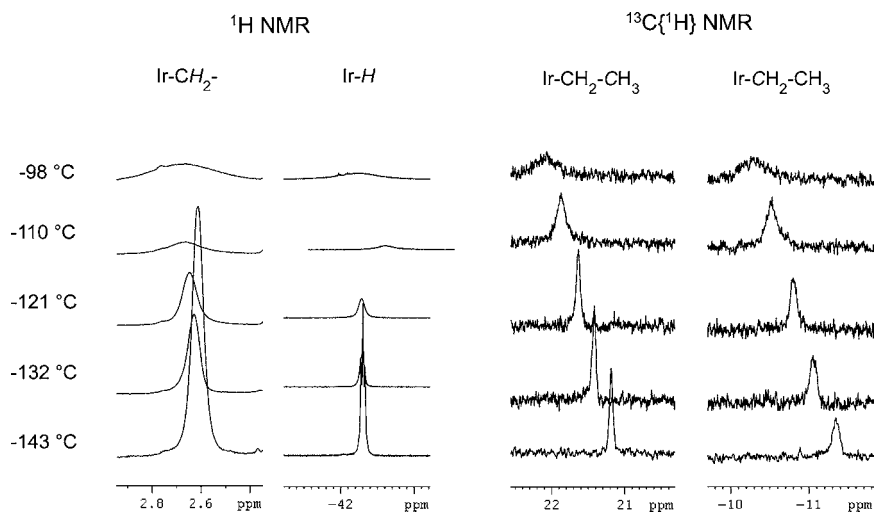 ¹H NMR ¹³C{¹H} NMR
Ir-CH₂- Ir-H Ir-CH₂-CH₃ Ir-CH₂-CH₃
-98 °C
-110 °C
-121 °C
-132 °C
-143 °C
2.8 2.6 ppm -42 ppm 22 21 ppm -10 -11 ppm